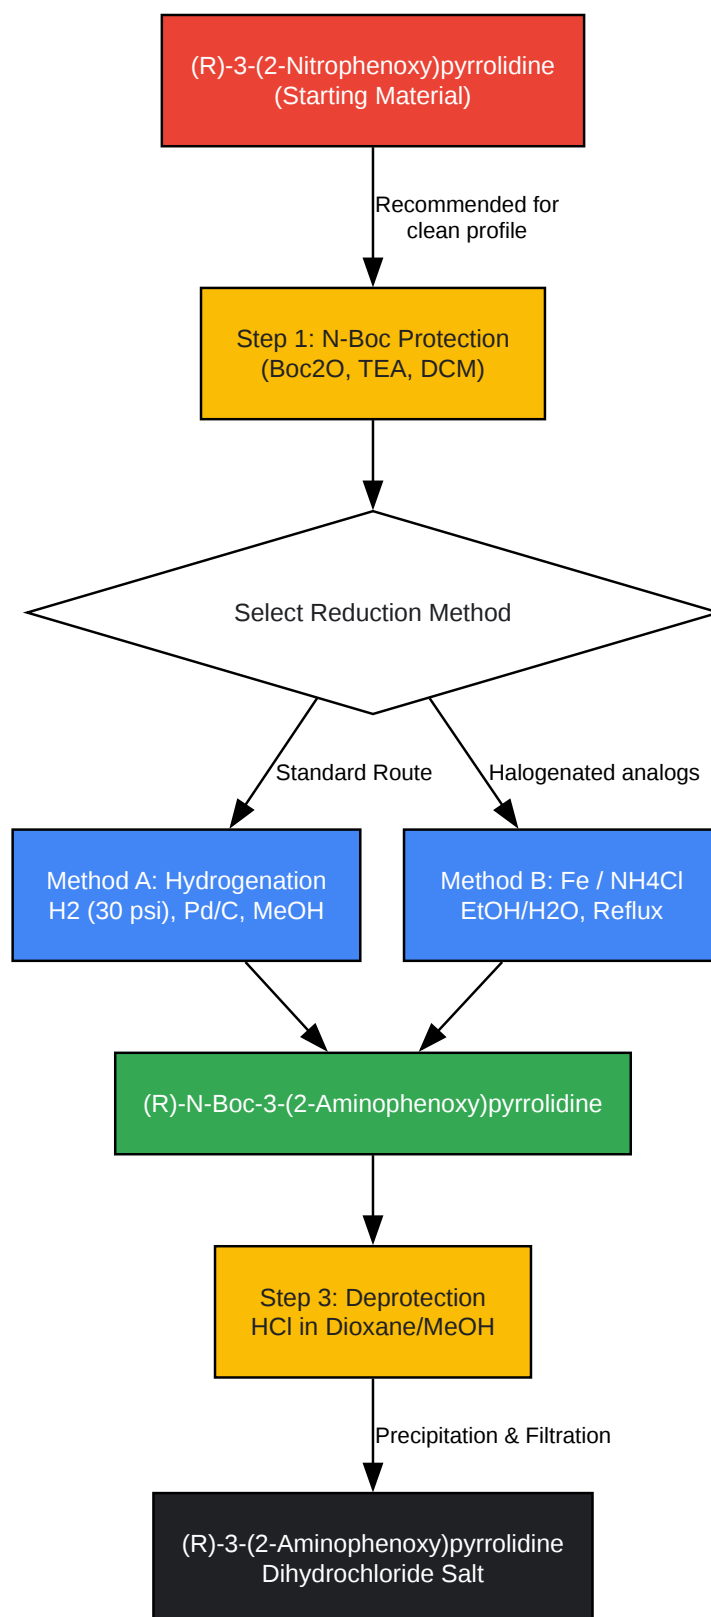 (R)-3-(2-Nitrophenoxy)pyrrolidine
(Starting Material)
Recommended for
clean profile
Step 1: N-Boc Protection
(Boc2O, TEA, DCM)
Select Reduction Method
Standard Route
Halogenated analogs
Method A: Hydrogenation
H2 (30 psi), Pd/C, MeOH
Method B: Fe / NH4Cl
EtOH/H2O, Reflux
(R)-N-Boc-3-(2-Aminophenoxy)pyrrolidine
Step 3: Deprotection
HCl in Dioxane/MeOH
Precipitation & Filtration
(R)-3-(2-Aminophenoxy)pyrrolidine
Dihydrochloride Salt